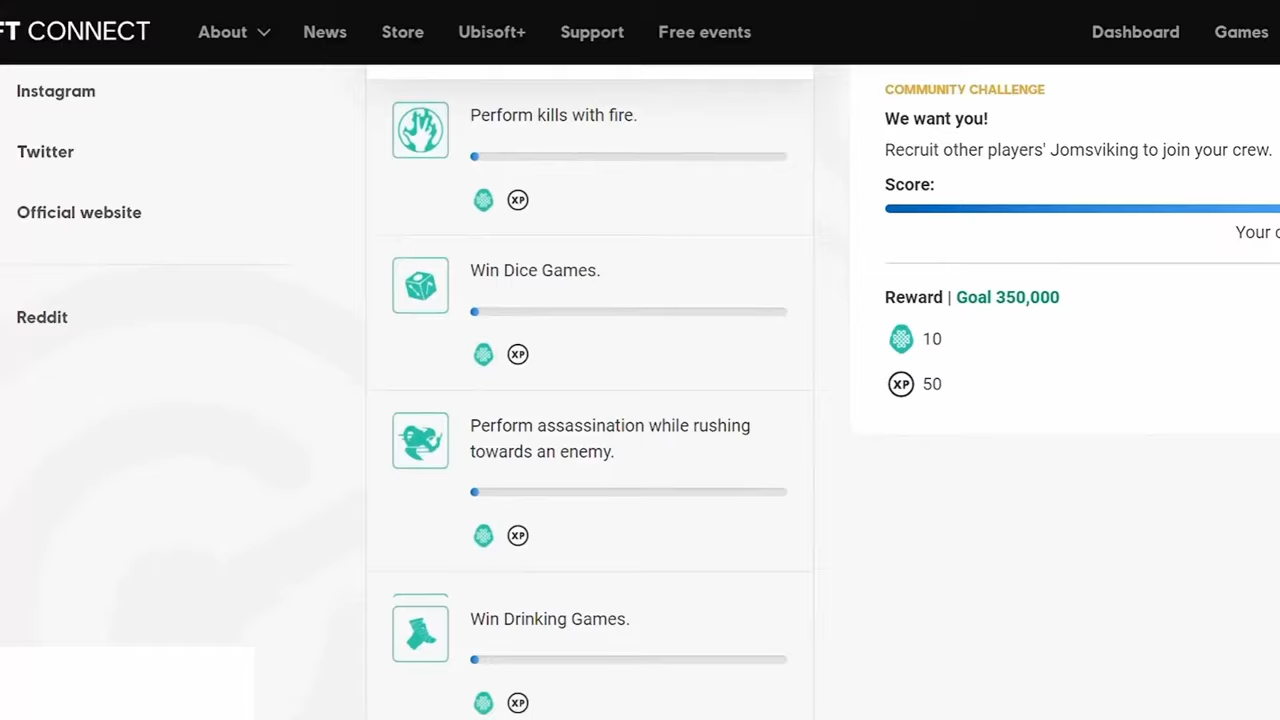 FT CONNECT
About
News
Store
Ubisoft+
Support
Free events
Dashboard
Games
Instagram
Twitter
Official website
Reddit
Perform kills with fire.
XP
Win Dice Games.
XP
Perform assassination while rushing
towards an enemy.
XP
Win Drinking Games.
XP
COMMUNITY CHALLENGE
We want you!
Recruit other players' Jomsviking to join your crew.
Score:
Your
Reward | Goal 350,000
10
XP 50